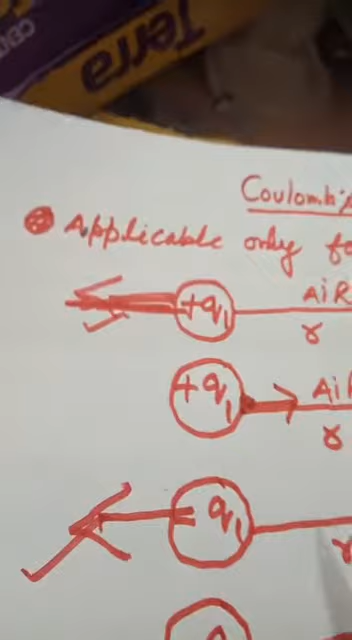 Terra
Coulomb's
Applicable only fo
+q1
AiR
r
+q1
AiR
r
- q1
r